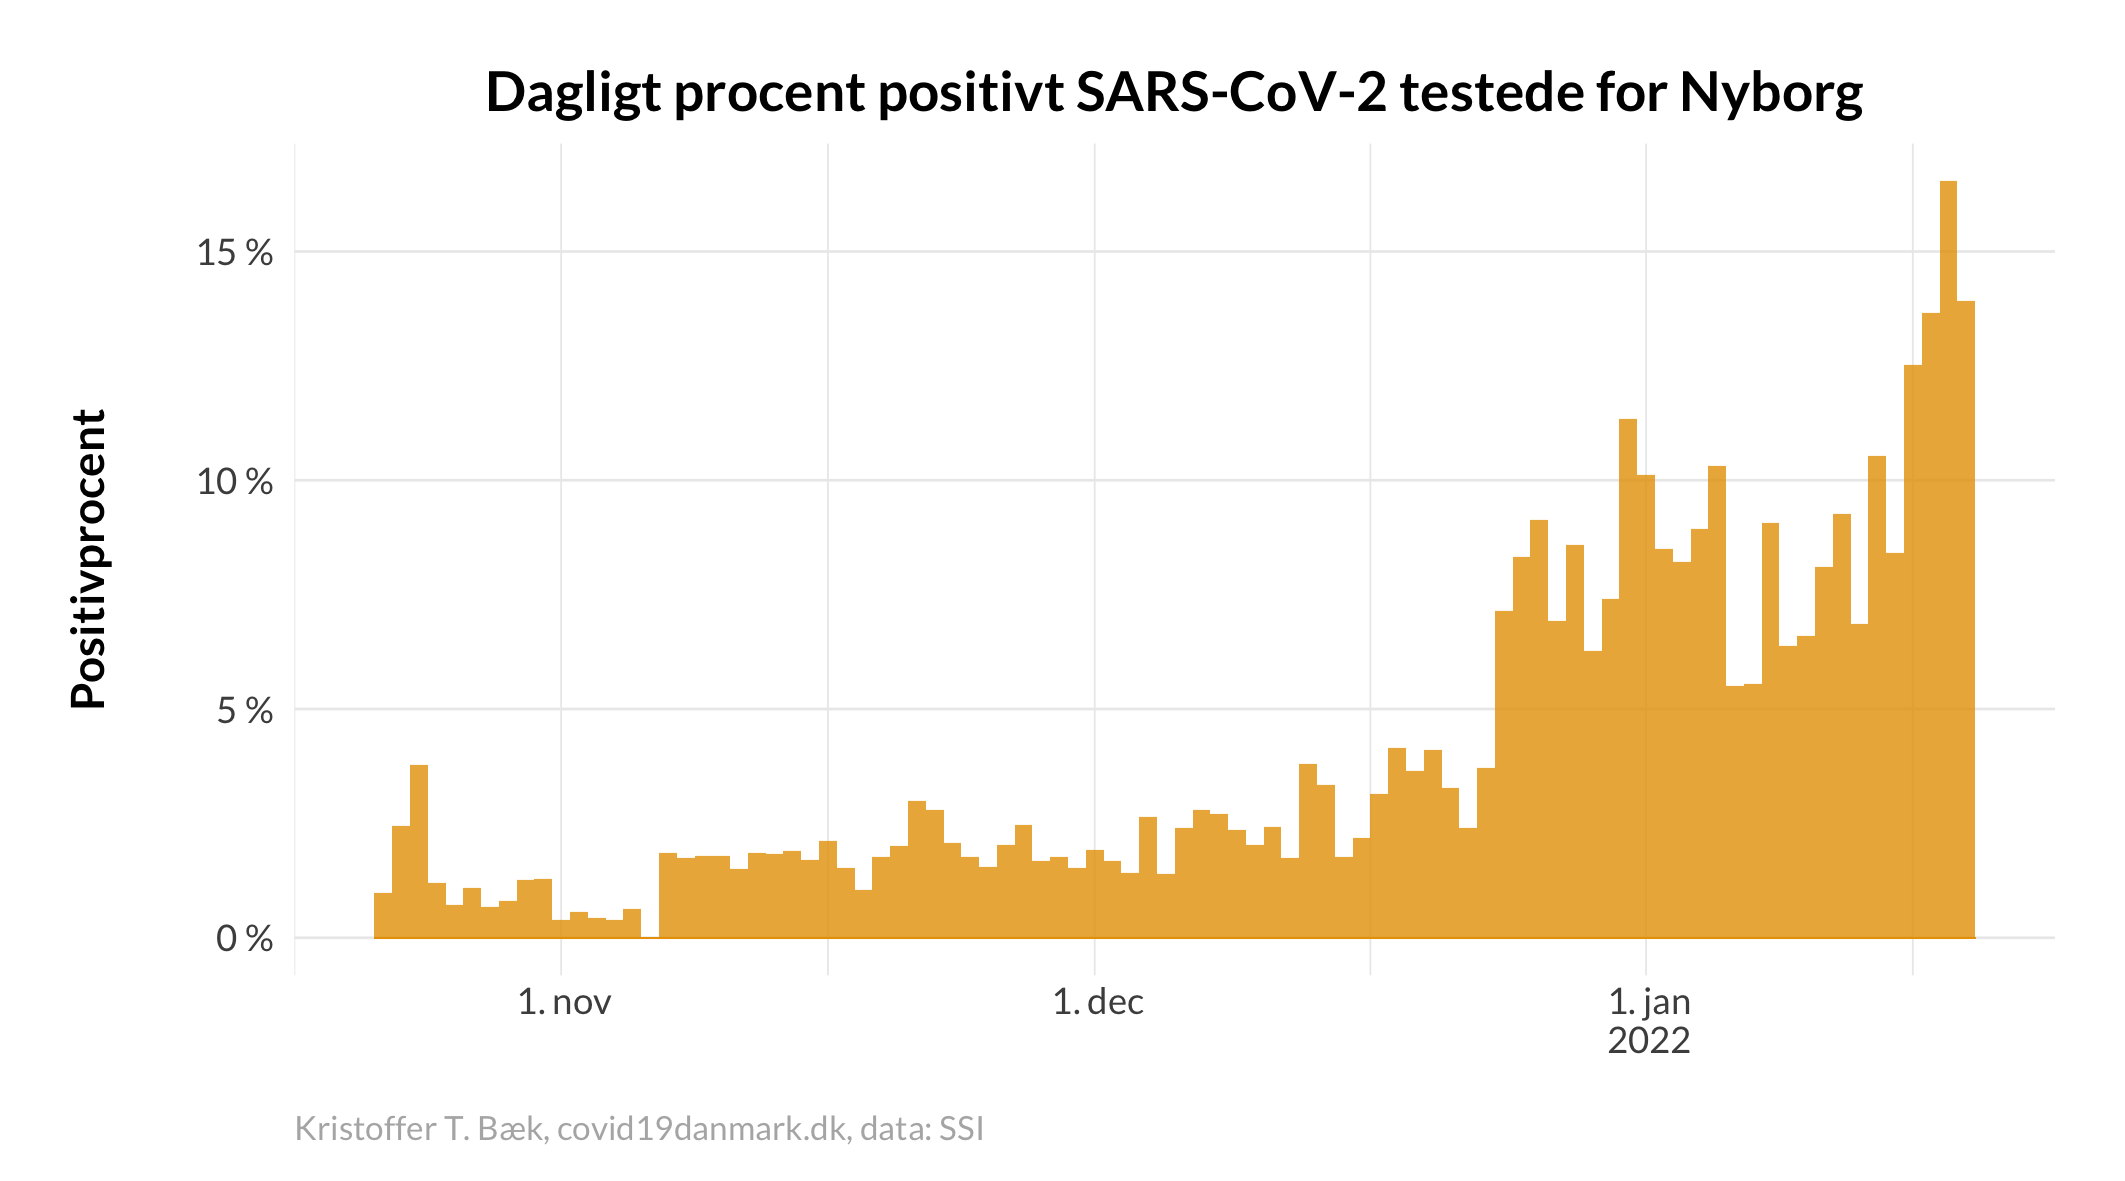 Dagligt procent positivt SARS-CoV-2 testede for Nyborg
Positivprocent
15 %
10 %
5 %
0 %
1. nov
1. dec
1. jan
2022
Kristoffer T. Bæk, covid19danmark.dk, data: SSI